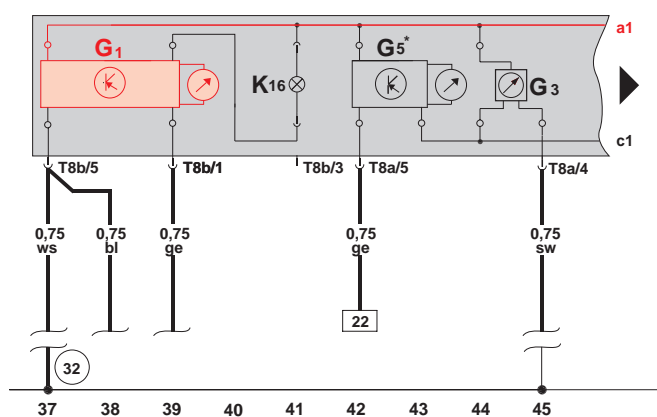 a1
G1 K16 G5* G3
c1
T8b/5 T8b/1 T8b/3 T8a/5 T8a/4
0,75 0,75 0,75 0,75 0,75
ws bl ge ge sw
22
32
37 38 39 40 41 42 43 44 45